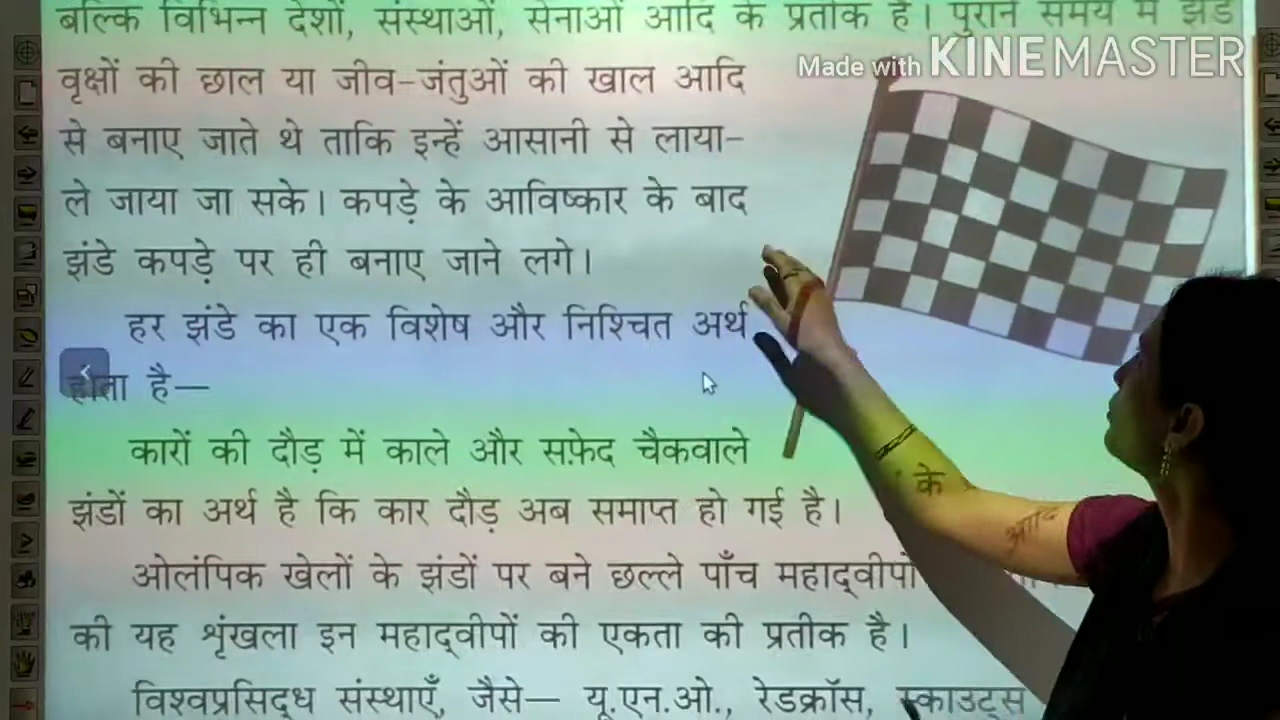 बल्कि विभिन्न देशों, संस्थाओं, सेनाओं आदि के प्रतीक हैं। पुराने समय में झंडे
Made with KINEMASTER
वृक्षों की छाल या जीव-जंतुओं की खाल आदि
से बनाए जाते थे ताकि इन्हें आसानी से लाया-
ले जाया जा सके। कपड़े के आविष्कार के बाद
झंडे कपड़े पर ही बनाए जाने लगे।
हर झंडे का एक विशेष और निश्चित अर्थ
होता है—
कारों की दौड़ में काले और सफ़ेद चैकवाले
झंडों का अर्थ है कि कार दौड़ अब समाप्त हो गई है।
के
आदि
ओलंपिक खेलों के झंडों पर बने छल्ले पाँच महाद्वीपों
की यह शृंखला इन महाद्वीपों की एकता की प्रतीक है।
विश्वप्रसिद्ध संस्थाएँ, जैसे— यू.एन.ओ., रेडक्रॉस, स्काउट्स